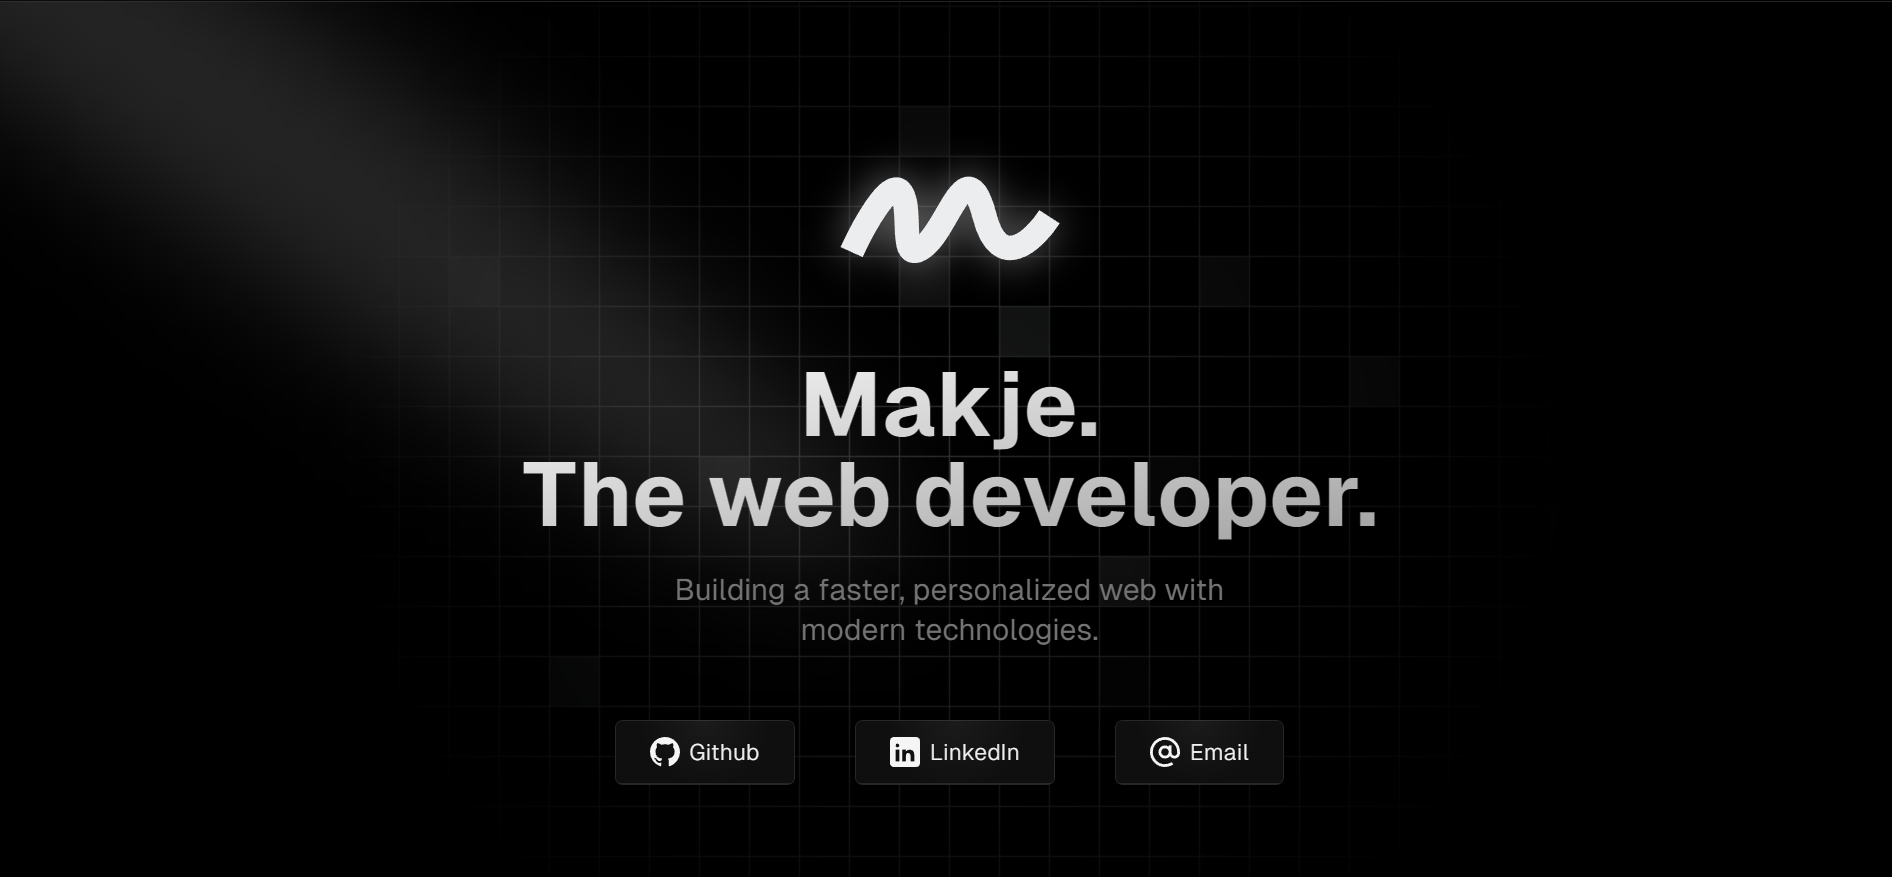 Makje.
The web developer.
Building a faster, personalized web with
modern technologies.
Github
LinkedIn
Email